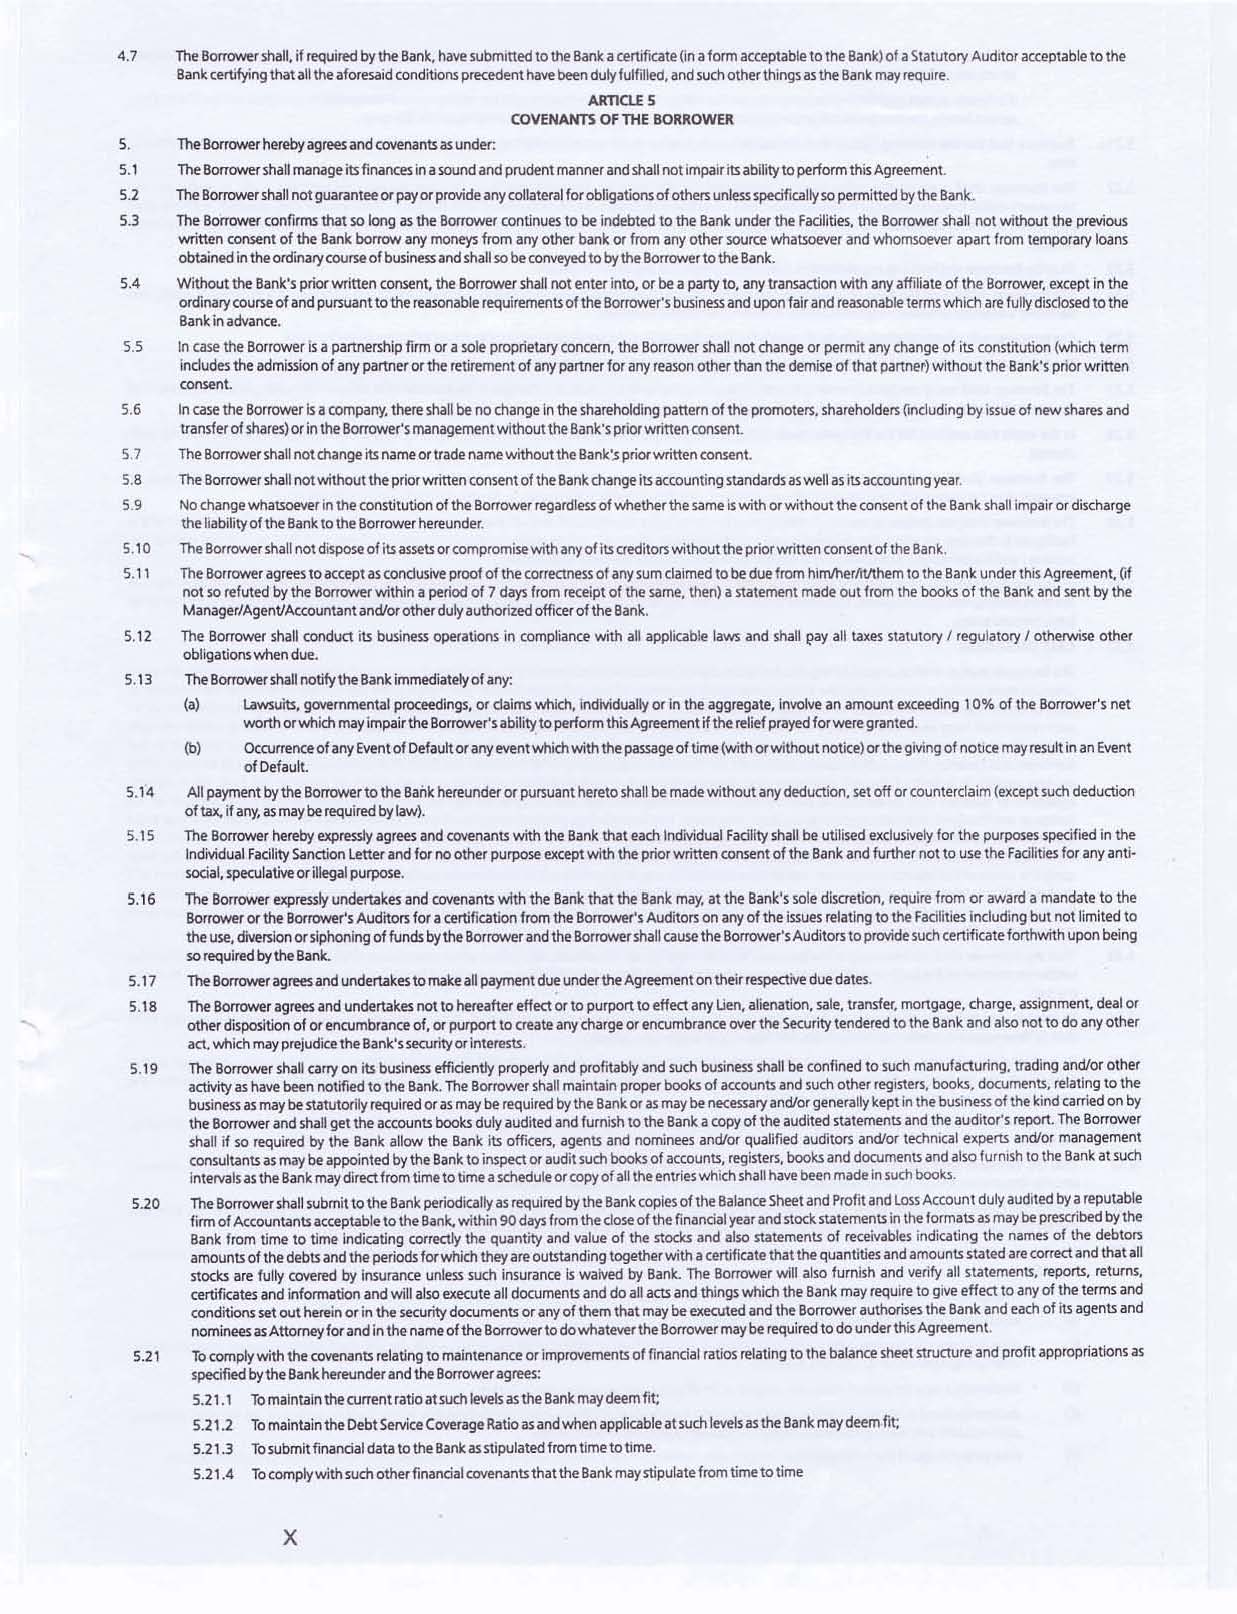 4.7 The Borrower shall, if required by the Bank, have submitted to the Bank a certificate (in a form acceptable to the Bank) of a Statutory Auditor acceptable to the
Bank certifying that all the aforesaid conditions precedent have been duly fulfilled, and such other things as the Bank may require.
ARTICLE 5
COVENANTS OF THE BORROWER
5. The Borrower hereby agrees and covenants as under:
5.1 The Borrower shall manage its finances in a sound and prudent manner and shall not impair its ability to perform this Agreement.
5.2 The Borrower shall not guarantee or pay or provide any collateral for obligations of others unless specifically so permitted by the Bank.
5.3 The Borrower confirms that so long as the Borrower continues to be indebted to the Bank under the Facilities, the Borrower shall not without the previous
written consent of the Bank borrow any moneys from any other bank or from any other source whatsoever and whomsoever apart from temporary loans
obtained in the ordinary course of business and shall so be conveyed to by the Borrower to the Bank.
5.4 Without the Bank's prior written consent, the Borrower shall not enter into, or be a party to, any transaction with any affiliate of the Borrower, except in the
ordinary course of and pursuant to the reasonable requirements of the Borrower's business and upon fair and reasonable terms which are fully disclosed to the
Bank in advance.
5.5 In case the Borrower is a partnership firm or a sole proprietary concern, the Borrower shall not change or permit any change of its constitution (which term
includes the admission of any partner or the retirement of any partner for any reason other than the demise of that partner) without the Bank's prior written
consent.
5.6 In case the Borrower is a company, there shall be no change in the shareholding pattern of the promoters, shareholders (including by issue of new shares and
transfer of shares) or in the Borrower's management without the Bank's prior written consent.
5.7 The Borrower shall not change its name or trade name without the Bank's prior written consent.
5.8 The Borrower shall not without the prior written consent of the Bank change its accounting standards as well as its accounting year.
5.9 No change whatsoever in the constitution of the Borrower regardless of whether the same is with or without the consent of the Bank shall impair or discharge
the liability of the Bank to the Borrower hereunder.
5.10 The Borrower shall not dispose of its assets or compromise with any of its creditors without the prior written consent of the Bank.
5.11 The Borrower agrees to accept as conclusive proof of the correctness of any sum claimed to be due from him/her/it/them to the Bank under this Agreement, (if
not so refuted by the Borrower within a period of 7 days from receipt of the same, then) a statement made out from the books of the Bank and sent by the
Manager/Agent/Accountant and/or other duly authorized officer of the Bank.
5.12 The Borrower shall conduct its business operations in compliance with all applicable laws and shall pay all taxes statutory / regulatory / otherwise other
obligations when due.
5.13 The Borrower shall notify the Bank immediately of any:
(a) Lawsuits, governmental proceedings, or claims which, individually or in the aggregate, involve an amount exceeding 10% of the Borrower's net
worth or which may impair the Borrower's ability to perform this Agreement if the relief prayed for were granted.
(b) Occurrence of any Event of Default or any event which with the passage of time (with or without notice) or the giving of notice may result in an Event
of Default.
5.14 All payment by the Borrower to the Bank hereunder or pursuant hereto shall be made without any deduction, set off or counterclaim (except such deduction
of tax, if any, as may be required by law).
5.15 The Borrower hereby expressly agrees and covenants with the Bank that each Individual Facility shall be utilised exclusively for the purposes specified in the
Individual Facility Sanction Letter and for no other purpose except with the prior written consent of the Bank and further not to use the Facilities for any anti-
social, speculative or illegal purpose.
5.16 The Borrower expressly undertakes and covenants with the Bank that the Bank may, at the Bank's sole discretion, require from or award a mandate to the
Borrower or the Borrower's Auditors for a certification from the Borrower's Auditors on any of the issues relating to the Facilities including but not limited to
the use, diversion or siphoning of funds by the Borrower and the Borrower shall cause the Borrower's Auditors to provide such certificate forthwith upon being
so required by the Bank.
5.17 The Borrower agrees and undertakes to make all payment due under the Agreement on their respective due dates.
5.18 The Borrower agrees and undertakes not to hereafter effect or to purport to effect any Lien, alienation, sale, transfer, mortgage, charge, assignment, deal or
other disposition of or encumbrance of, or purport to create any charge or encumbrance over the Security tendered to the Bank and also not to do any other
act, which may prejudice the Bank's security or interests.
5.19 The Borrower shall carry on its business efficiently properly and profitably and such business shall be confined to such manufacturing, trading and/or other
activity as have been notified to the Bank. The Borrower shall maintain proper books of accounts and such other registers, books, documents, relating to the
business as may be statutorily required or as may be required by the Bank or as may be necessary and/or generally kept in the business of the kind carried on by
the Borrower and shall get the accounts books duly audited and furnish to the Bank a copy of the audited statements and the auditor's report. The Borrower
shall if so required by the Bank allow the Bank its officers, agents and nominees and/or qualified auditors and/or technical experts and/or management
consultants as may be appointed by the Bank to inspect or audit such books of accounts, registers, books and documents and also furnish to the Bank at such
intervals as the Bank may direct from time to time a schedule or copy of all the entries which shall have been made in such books.
5.20 The Borrower shall submit to the Bank periodically as required by the Bank copies of the Balance Sheet and Profit and Loss Account duly audited by a reputable
firm of Accountants acceptable to the Bank, within 90 days from the close of the financial year and stock statements in the formats as may be prescribed by the
Bank from time to time indicating correctly the quantity and value of the stocks and also statements of receivables indicating the names of the debtors
amounts of the debts and the periods for which they are outstanding together with a certificate that the quantities and amounts stated are correct and that all
stocks are fully covered by insurance unless such insurance is waived by Bank. The Borrower will also furnish and verify all statements, reports, returns,
certificates and information and will also execute all documents and do all acts and things which the Bank may require to give effect to any of the terms and
conditions set out herein or in the security documents or any of them that may be executed and the Borrower authorises the Bank and each of its agents and
nominees as Attorney for and in the name of the Borrower to do whatever the Borrower may be required to do under this Agreement.
5.21 To comply with the covenants relating to maintenance or improvements of financial ratios relating to the balance sheet structure and profit appropriations as
specified by the Bank hereunder and the Borrower agrees:
5.21.1 To maintain the current ratio at such levels as the Bank may deem fit;
5.21.2 To maintain the Debt Service Coverage Ratio as and when applicable at such levels as the Bank may deem fit;
5.21.3 To submit financial data to the Bank as stipulated from time to time.
5.21.4 To comply with such other financial covenants that the Bank may stipulate from time to time
X